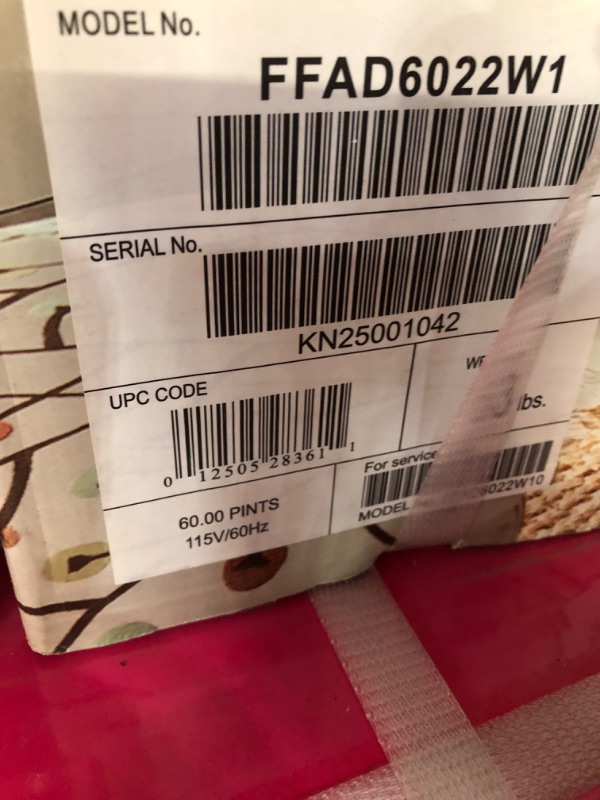 MODEL No.
FFAD6022W1
SERIAL No.
KN25001042
UPC CODE
0 12505 28361 1
lbs.
60.00 PINTS
115V/60Hz
For service
MODEL
6022W10